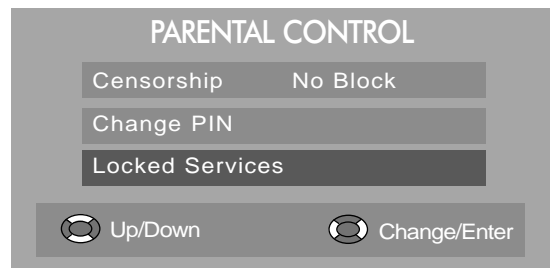 PARENTAL CONTROL
Censorship No Block
Change PIN
Locked Services
Up/Down Change/Enter